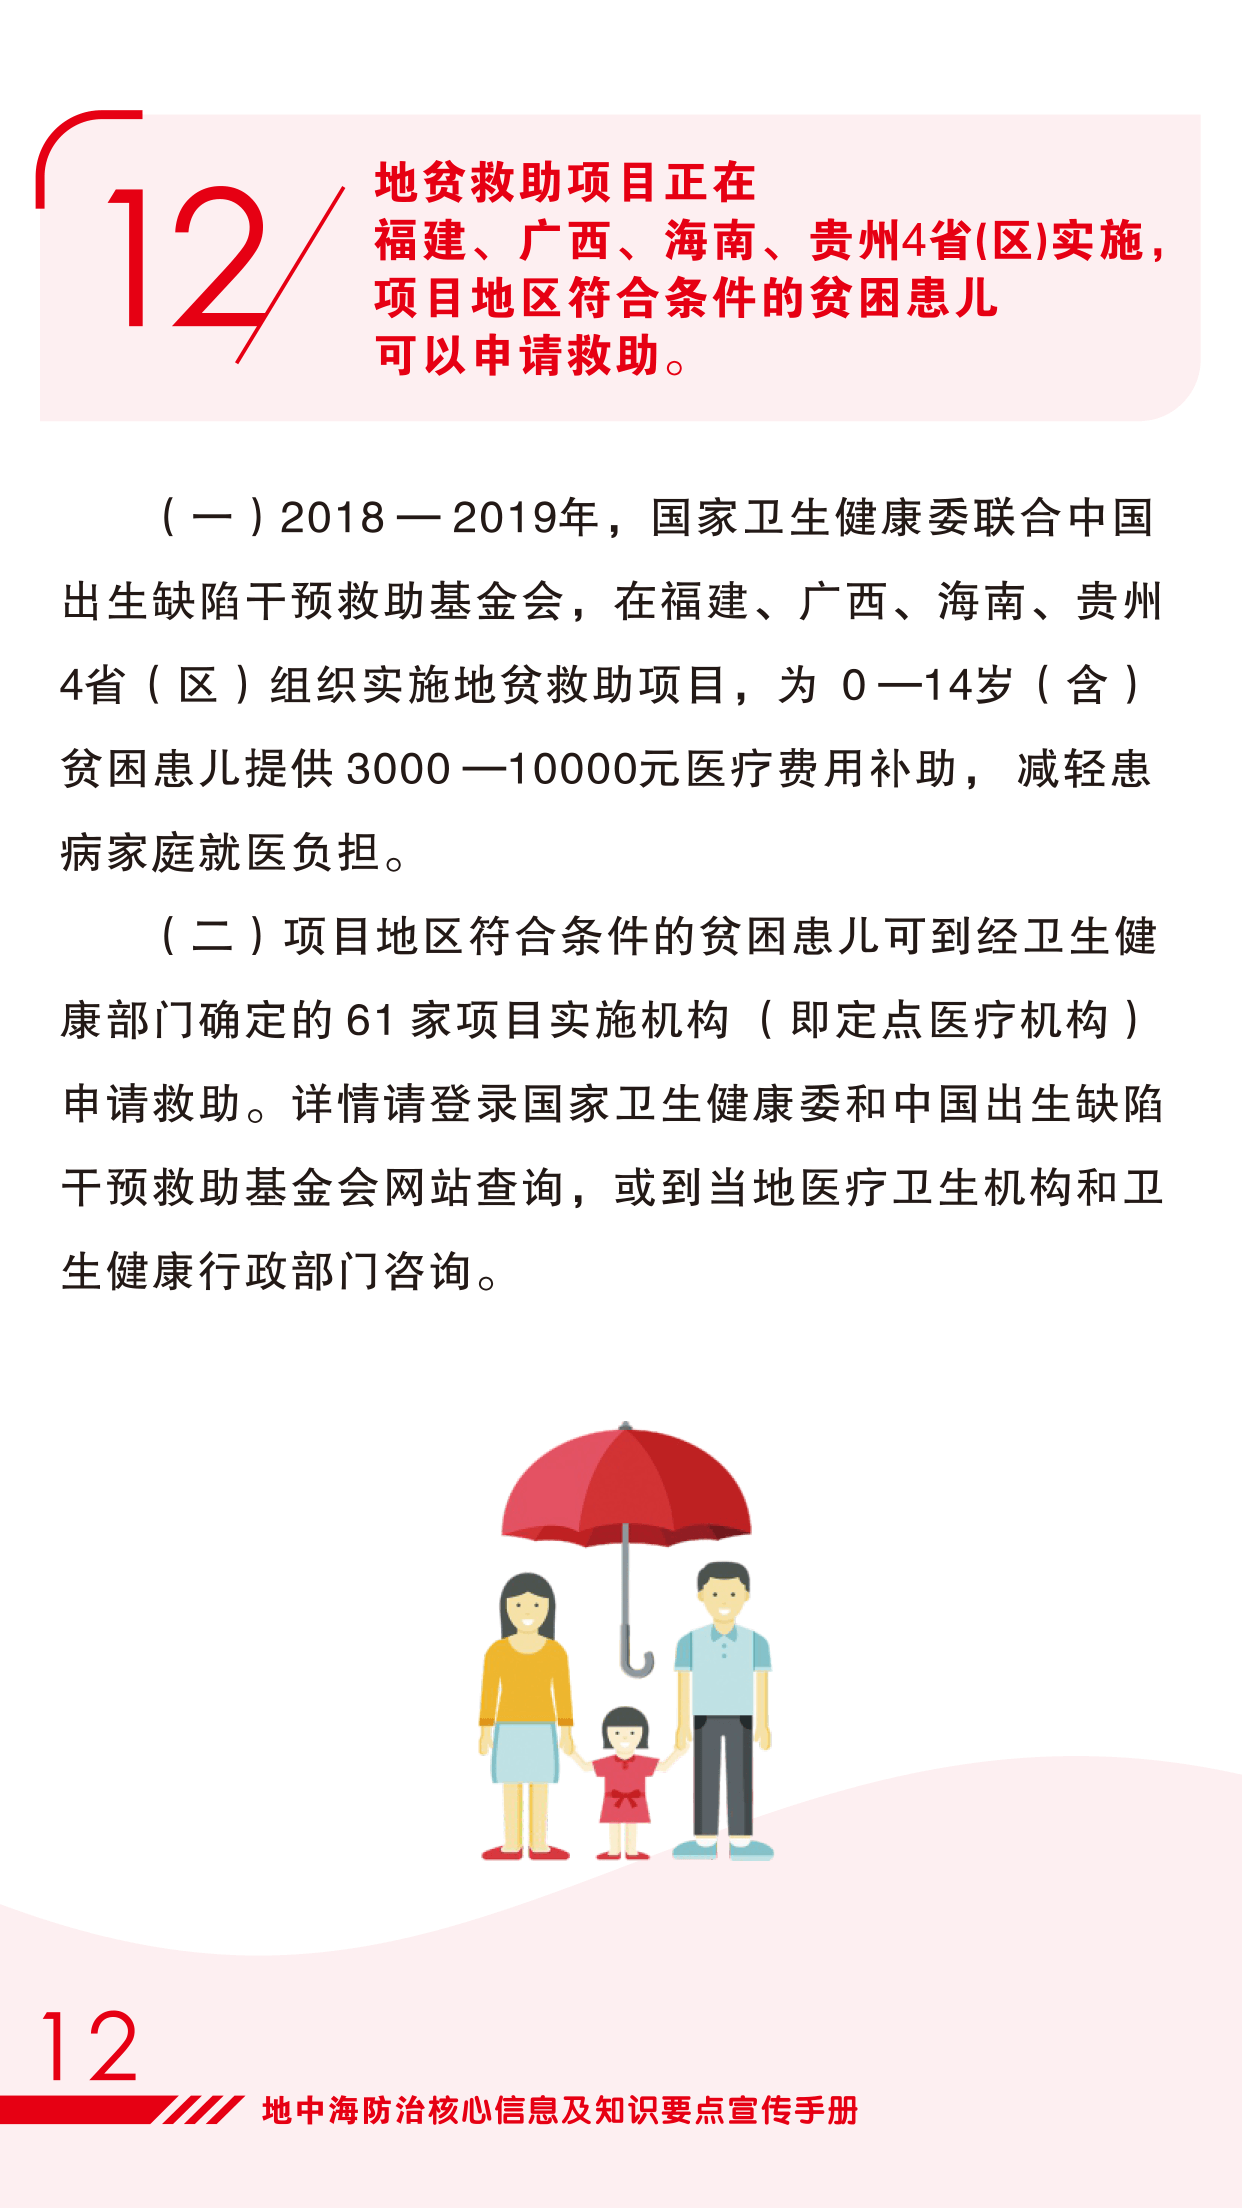 12
地贫救助项目正在
福建、广西、海南、贵州4省(区)实施，
项目地区符合条件的贫困患儿
可以申请救助。
（一）2018 — 2019年，国家卫生健康委联合中国
出生缺陷干预救助基金会，在福建、广西、海南、贵州
4省（区）组织实施地贫救助项目，为 0 —14岁（含）
贫困患儿提供 3000 —10000元医疗费用补助， 减轻患
病家庭就医负担。
（二）项目地区符合条件的贫困患儿可到经卫生健
康部门确定的 61 家项目实施机构 （即定点医疗机构）
申请救助。详情请登录国家卫生健康委和中国出生缺陷
干预救助基金会网站查询，或到当地医疗卫生机构和卫
生健康行政部门咨询。
12
地中海防治核心信息及知识要点宣传手册